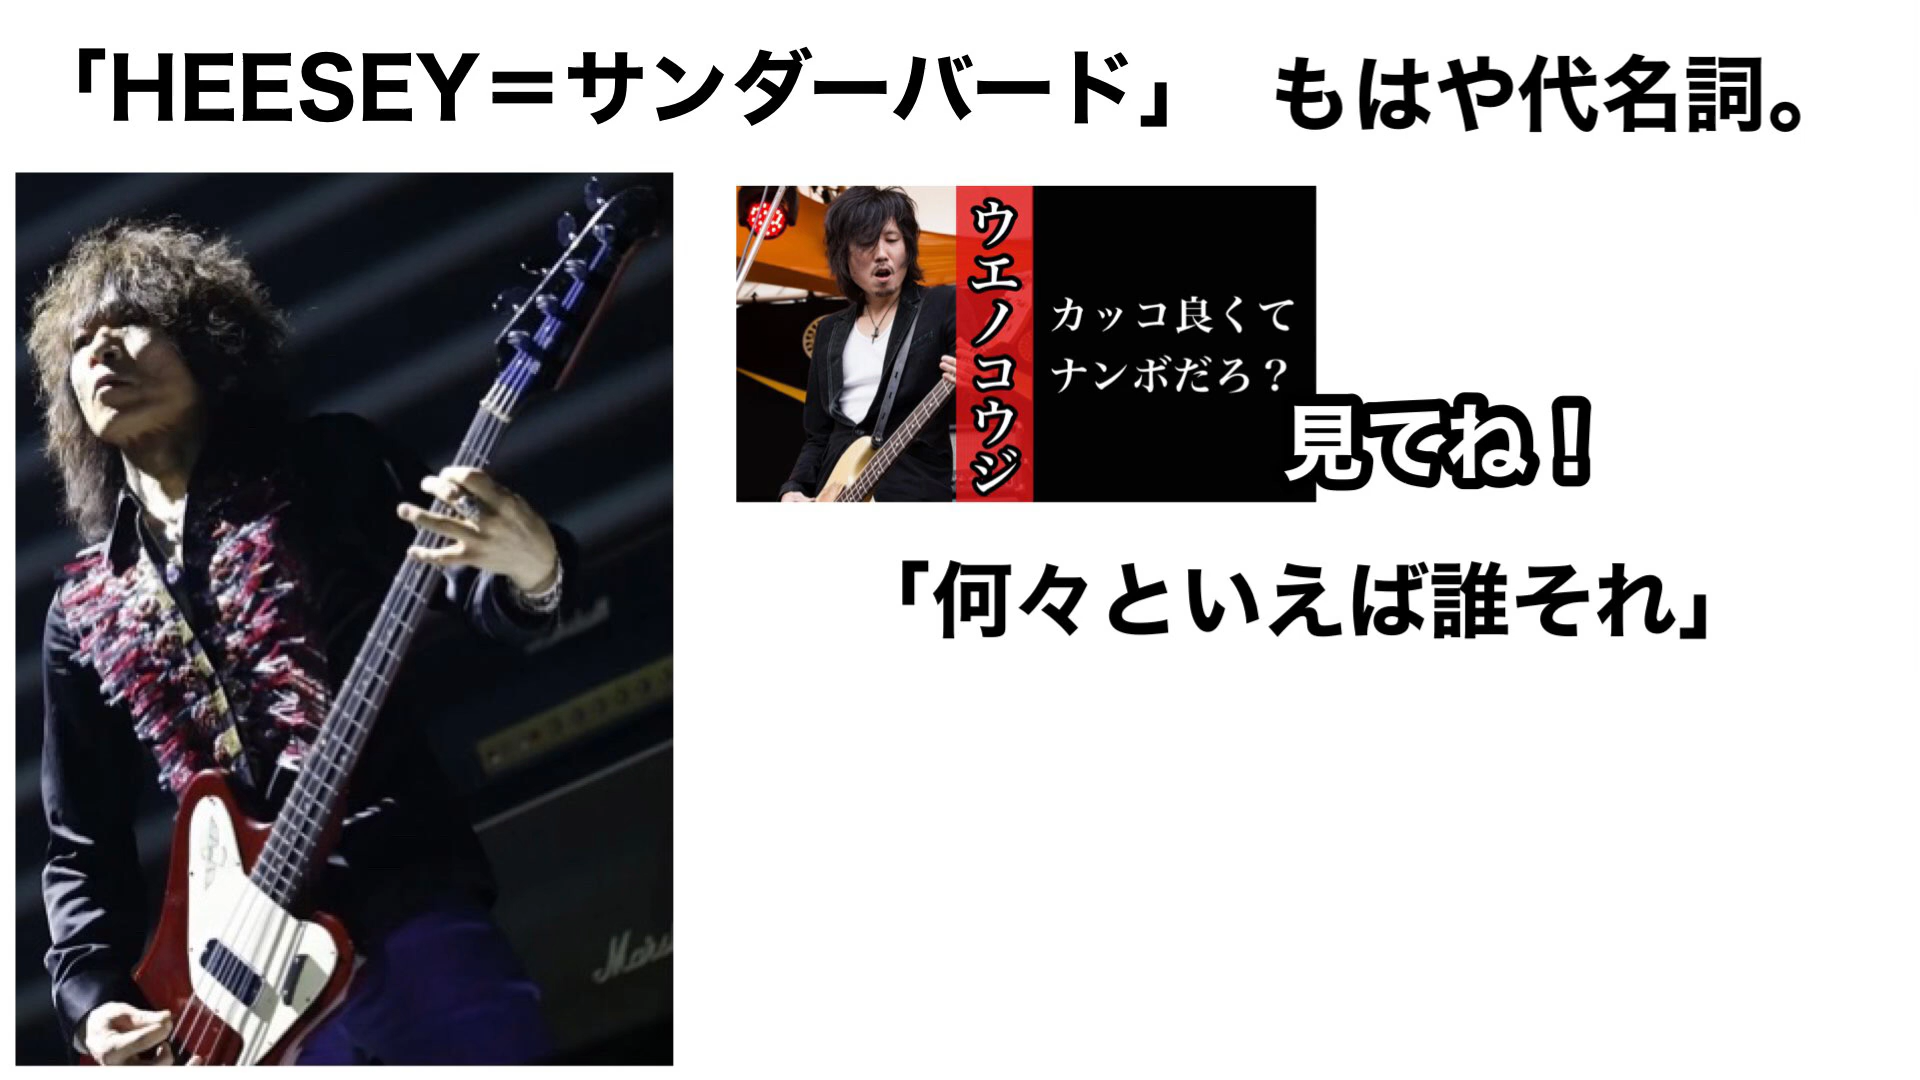 「HEESEY=サンダーバード」 もはや代名詞。
ウエノコウジ
カッコ良くて
ナンボだろ？
見てね！
「何々といえば誰それ」